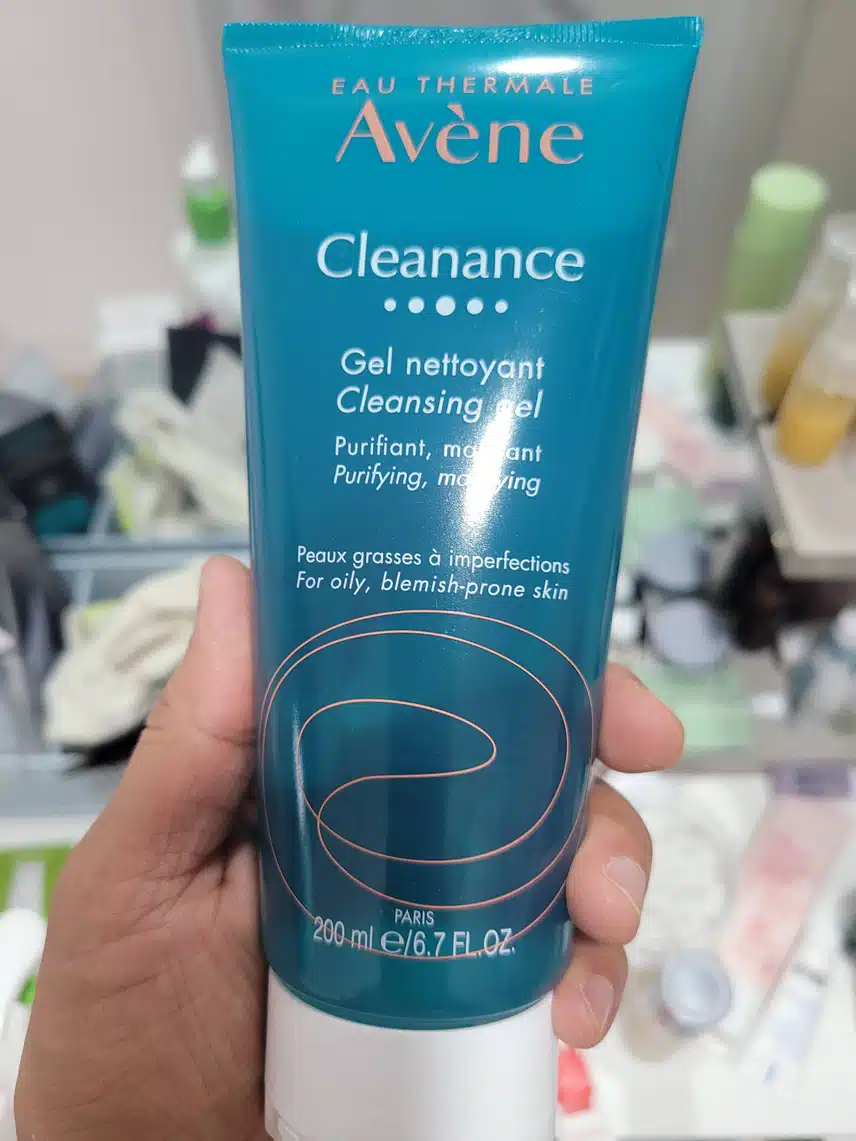 EAU THERMALE
Avène
Cleanance
Gel nettoyant
Cleansing gel
Purifiant,
Purifying,
Peaux grasses à imperfections
For oily, blemish-prone skin
PARIS
200 ml e/6.7 FL.OZ.